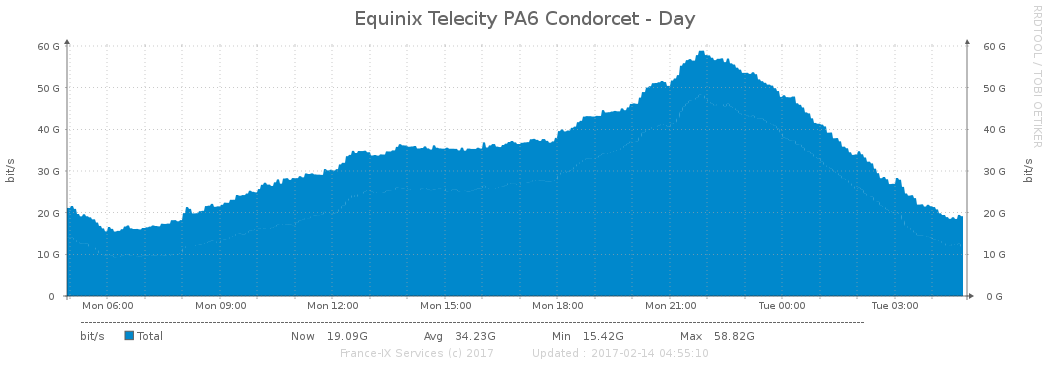 Equinix Telecity PA6 Condorcet - Day
RRDTOOL / TOBI OETIKER
60 G 60 G
50 G 50 G
40 G 40 G
30 G 30 G
20 G 20 G
10 G 10 G
0 0 G
bit/s bit/s
Mon 06:00 Mon 09:00 Mon 12:00 Mon 15:00 Mon 18:00 Mon 21:00 Tue 00:00 Tue 03:00
bit/s Total Now 19.09G Avg 34.23G Min 15.42G Max 58.82G
France-IX Services (c) 2017 Updated : 2017-02-14 04:55:10